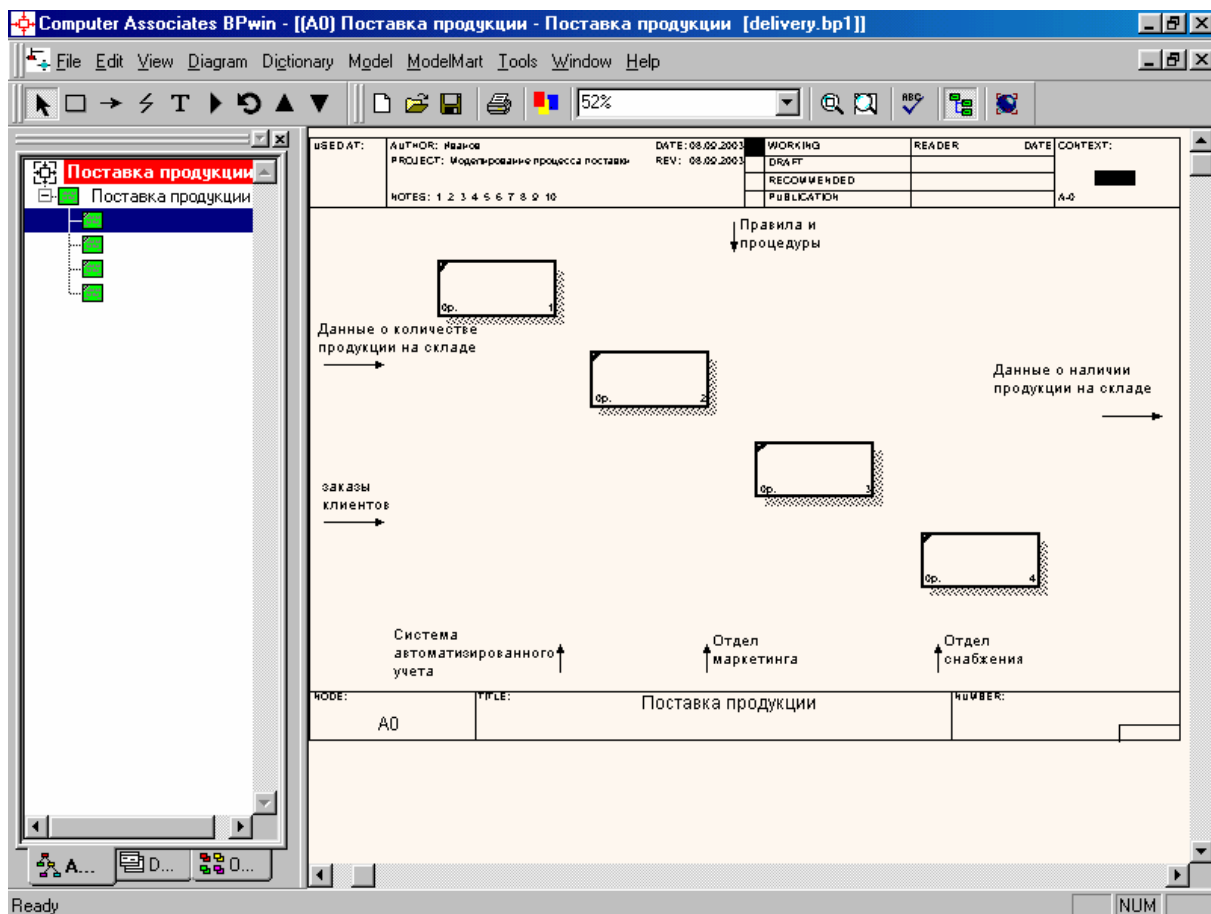 Computer Associates BPwin - [(A0) Поставка продукции - Поставка продукции [delivery.bp1]]
File Edit View Diagram Dictionary Model ModelMart Tools Window Help
T 52% ABC
Поставка продукции
Поставка продукции
USED AT: AUTHOR: Иванов DATE: 08.09.2003 WORKING READER DATE CONTEXT:
PROJECT: Моделирование процесса поставки REV: 08.09.2003 DRAFT
RECOMMENDED
NOTES: 1 2 3 4 5 6 7 8 9 10 PUBLICATION A-0
Правила и
процедуры
0р. 1
Данные о количестве
продукции на складе
0р. 2
Данные о наличии
продукции на складе
0р. 3
заказы
клиентов
0р. 4
Система
автоматизированного
учета
Отдел
маркетинга
Отдел
снабжения
NODE: TITLE: NUMBER:
A0 Поставка продукции
A... D... O...
Ready NUM